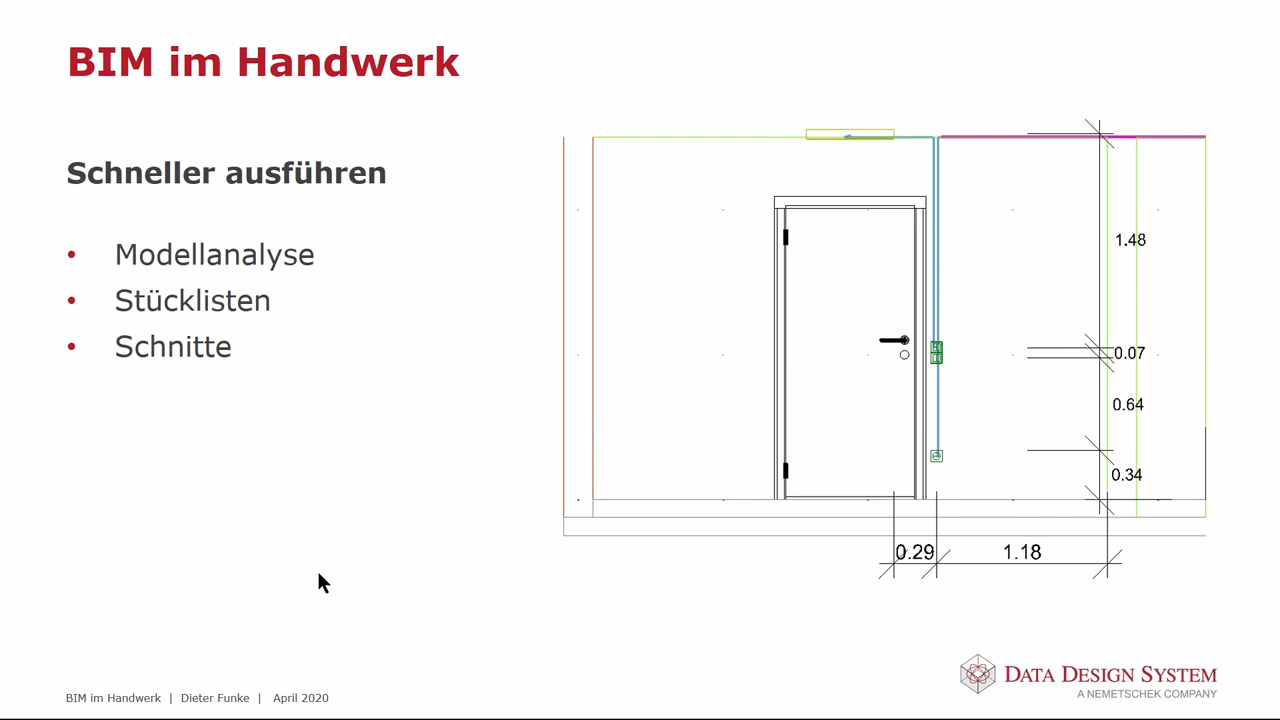 BIM im Handwerk
Schneller ausführen
• Modellanalyse
• Stücklisten
• Schnitte
1.48
0.07
0.64
0.34
0.29
1.18
DATA DESIGN SYSTEM
A NEMETSCHEK COMPANY
BIM im Handwerk | Dieter Funke | April 2020